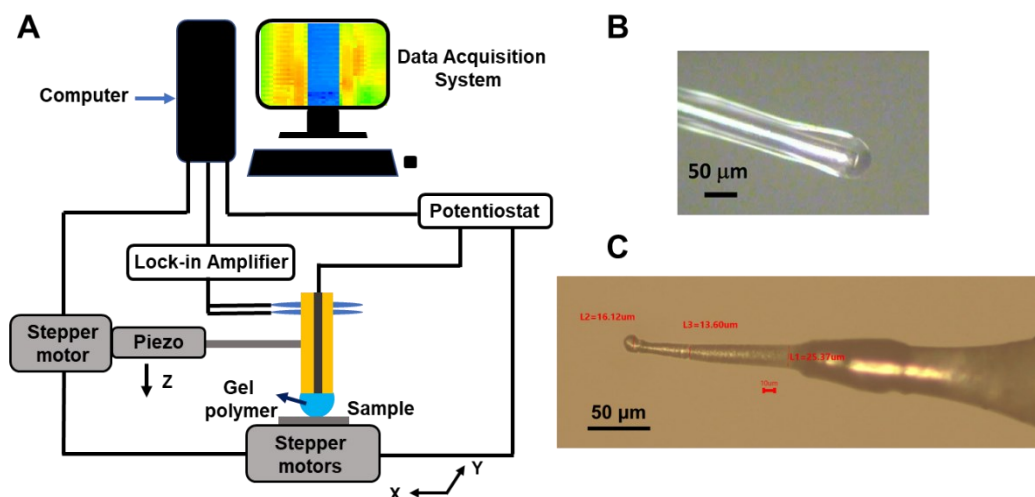 A
Computer
Data Acquisition
System
Potentiostat
Lock-in Amplifier
Stepper
motor
Piezo
Z
Gel
polymer
Sample
Stepper
motors
Y
X
B
50 μm
C
L2=16.12um
L3=13.60um
L1=25.37um
10um
50 μm